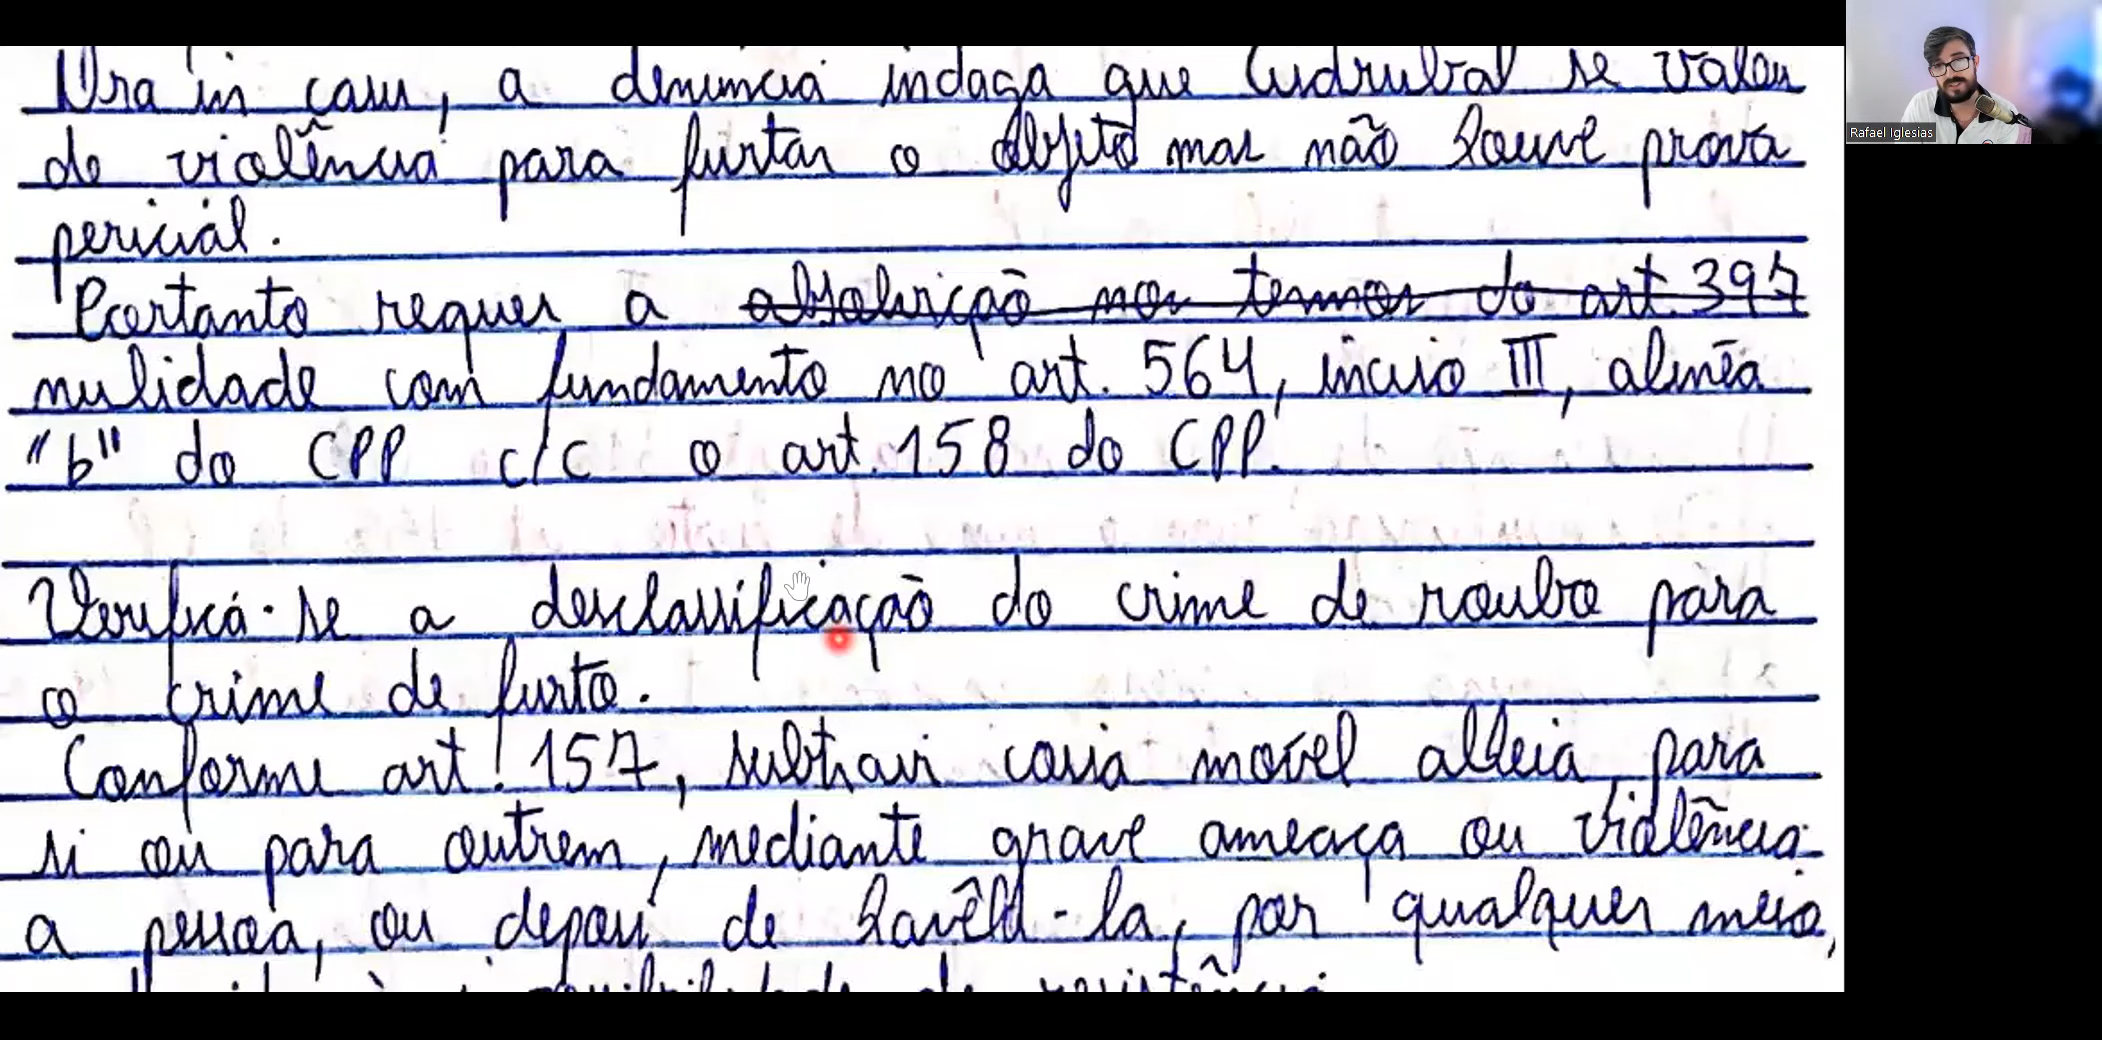 Ora in casu, a denúncia indaga que Cudrubal se valeu
de violência para furtar o objeto mas não houve prova
pericial.
Portanto requer a absolvição nos termos do art. 397
nulidade com fundamento no art. 564, inciso III, alinêa
"b" do CPP c/c o art. 158 do CPP.
Verifica-se a desclassificação do crime de roubo para
o crime de furto.
Conforme art. 157, subtrair coisa movél alheia, para
si ou para outrem, mediante grave ameaça ou violência
a pessoa, ou depois de havê-la, por qualquer meio,
Rafael Iglesias